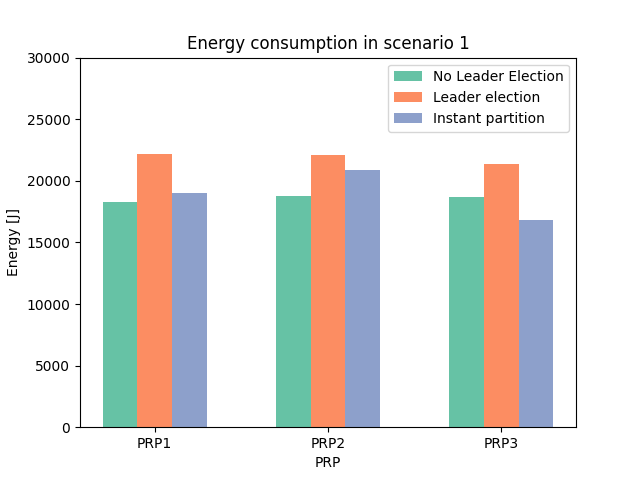 Energy consumption in scenario 1
30000
25000
20000
15000
10000
5000
0
Energy [J]
No Leader Election
Leader election
Instant partition
PRP1
PRP2
PRP3
PRP